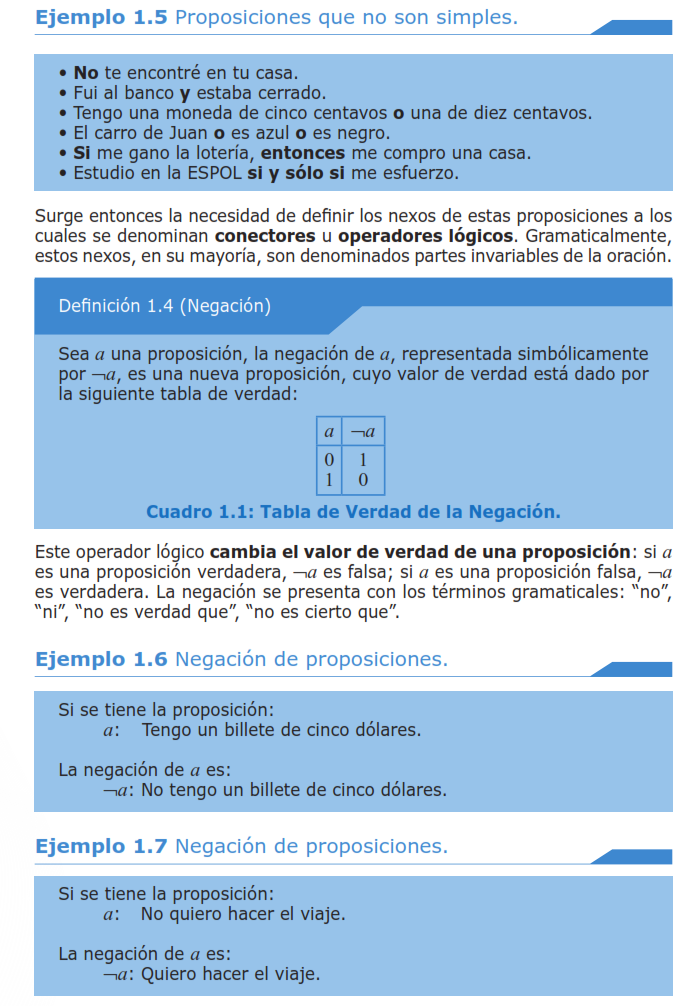 Ejemplo 1.5 Proposiciones que no son simples.
• No te encontré en tu casa.
• Fui al banco y estaba cerrado.
• Tengo una moneda de cinco centavos o una de diez centavos.
• El carro de Juan o es azul o es negro.
• Si me gano la lotería, entonces me compro una casa.
• Estudio en la ESPOL si y sólo si me esfuerzo.
Surge entonces la necesidad de definir los nexos de estas proposiciones a los
cuales se denominan conectores u operadores lógicos. Gramaticalmente,
estos nexos, en su mayoría, son denominados partes invariables de la oración.
Definición 1.4 (Negación)
Sea a una proposición, la negación de a, representada simbólicamente
por ¬a, es una nueva proposición, cuyo valor de verdad está dado por
la siguiente tabla de verdad:
a ¬a
0 1
1 0
Cuadro 1.1: Tabla de Verdad de la Negación.
Este operador lógico cambia el valor de verdad de una proposición: si a
es una proposición verdadera, ¬a es falsa; si a es una proposición falsa, ¬a
es verdadera. La negación se presenta con los términos gramaticales: “no”,
“ni”, “no es verdad que”, “no es cierto que”.
Ejemplo 1.6 Negación de proposiciones.
Si se tiene la proposición:
a: Tengo un billete de cinco dólares.
La negación de a es:
¬a: No tengo un billete de cinco dólares.
Ejemplo 1.7 Negación de proposiciones.
Si se tiene la proposición:
a: No quiero hacer el viaje.
La negación de a es:
¬a: Quiero hacer el viaje.